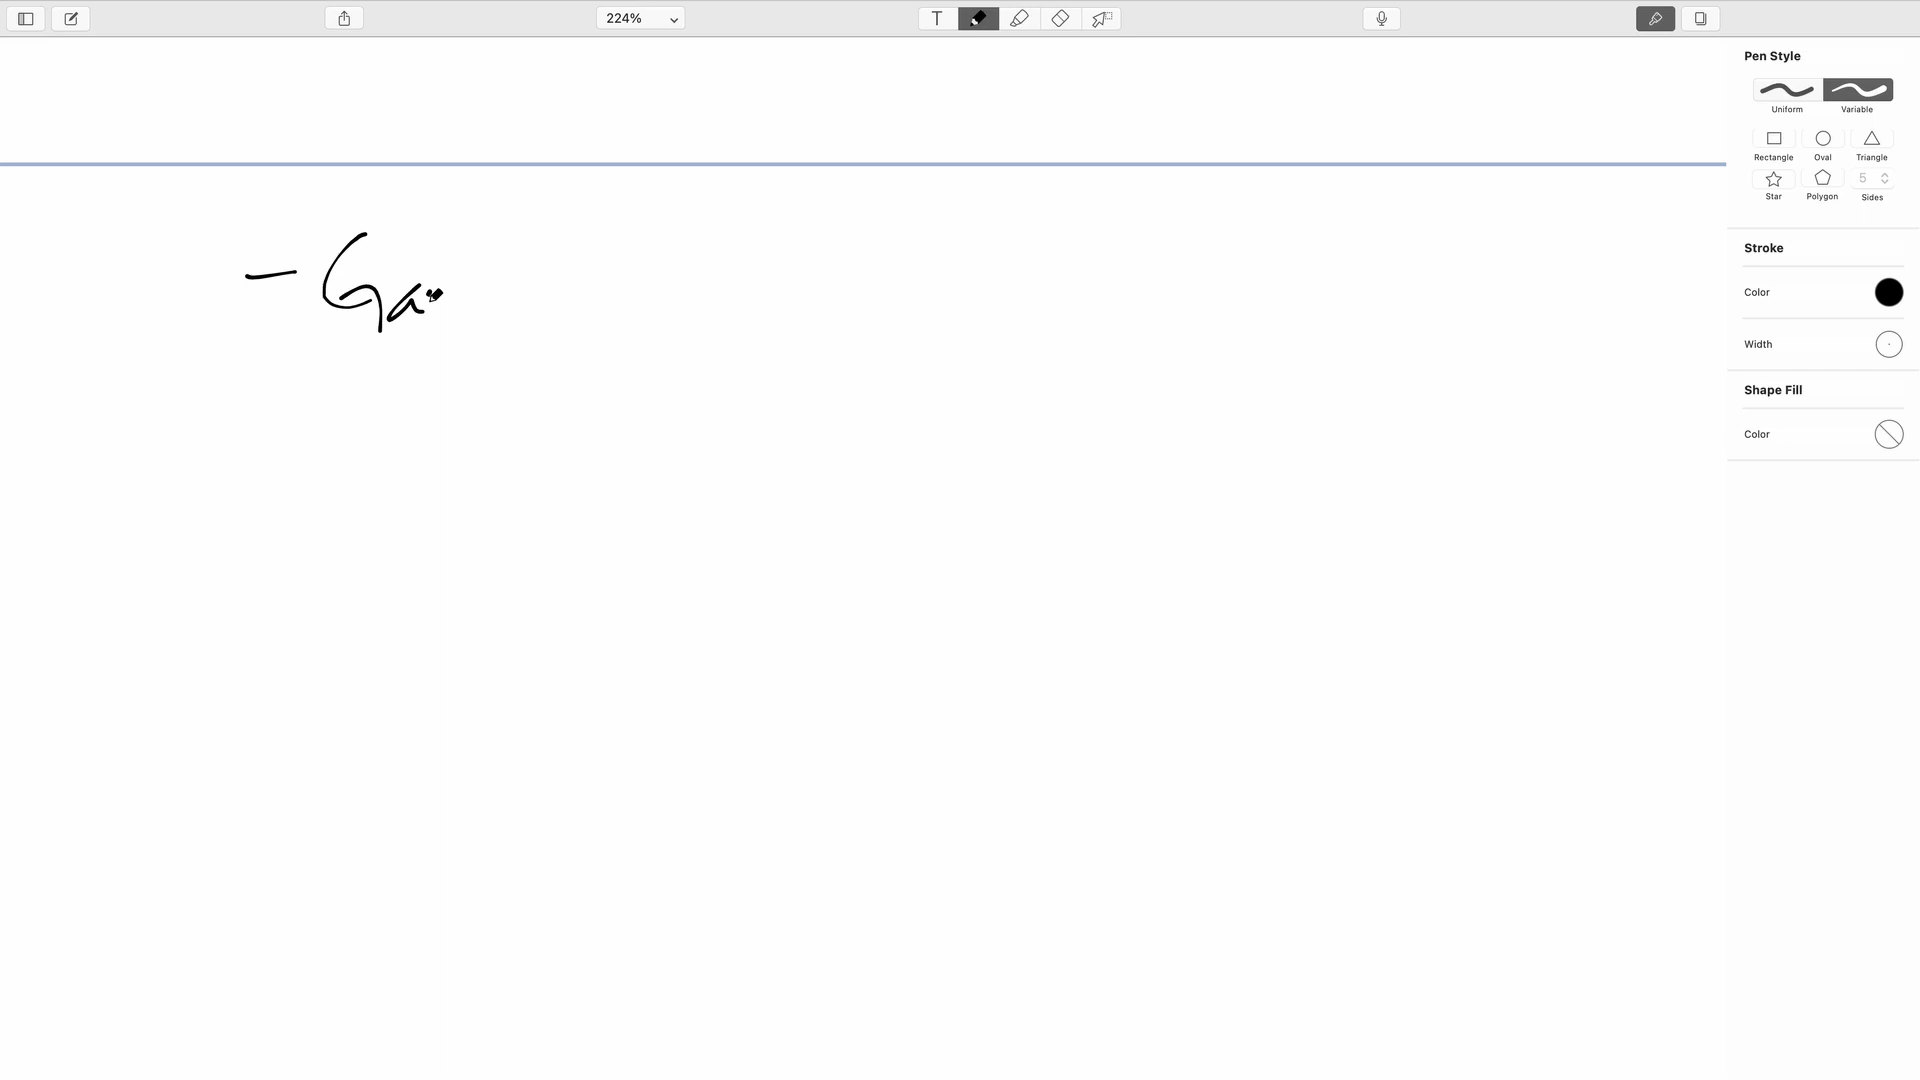 224%
T
Pen Style
Uniform Variable
Rectangle Oval Triangle
5
Star Polygon Sides
Stroke
Color
Width
Shape Fill
Color
- Ga